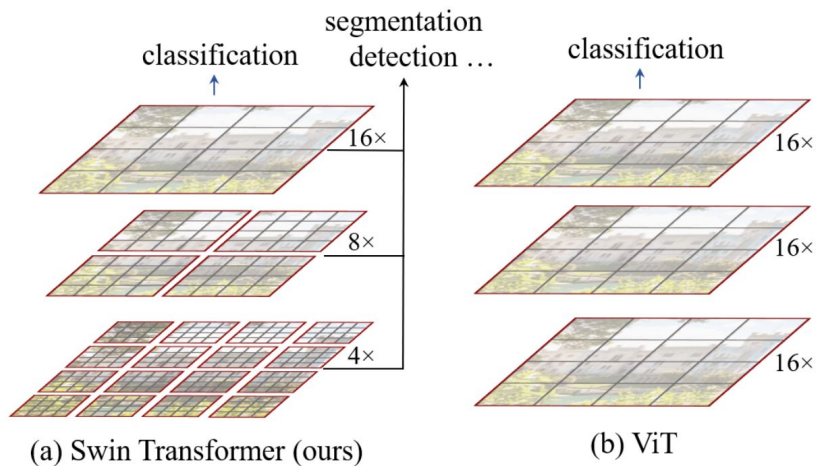 segmentation
classification
detection ...
classification
16×
8×
4×
16×
16×
16×
(a) Swin Transformer (ours)
(b) ViT